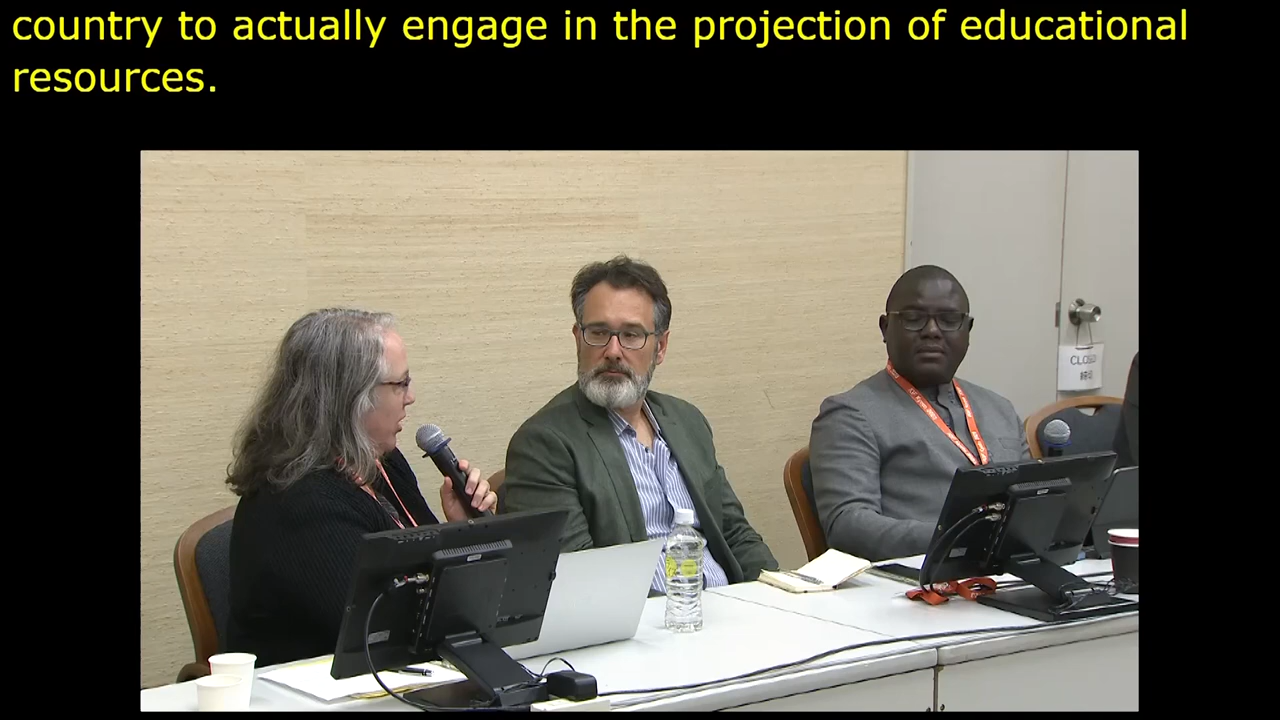 country to actually engage in the projection of educational
resources.
CLOSED